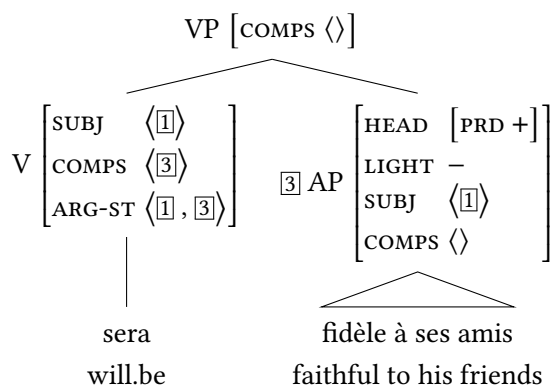 VP [COMPS ⟨⟩]
V [SUBJ ⟨[1]⟩
COMPS ⟨[3]⟩
ARG-ST ⟨[1] , [3]⟩]
[3] AP [HEAD [PRD +]
LIGHT −
SUBJ ⟨[1]⟩
COMPS ⟨⟩]
sera
will.be
fidèle à ses amis
faithful to his friends